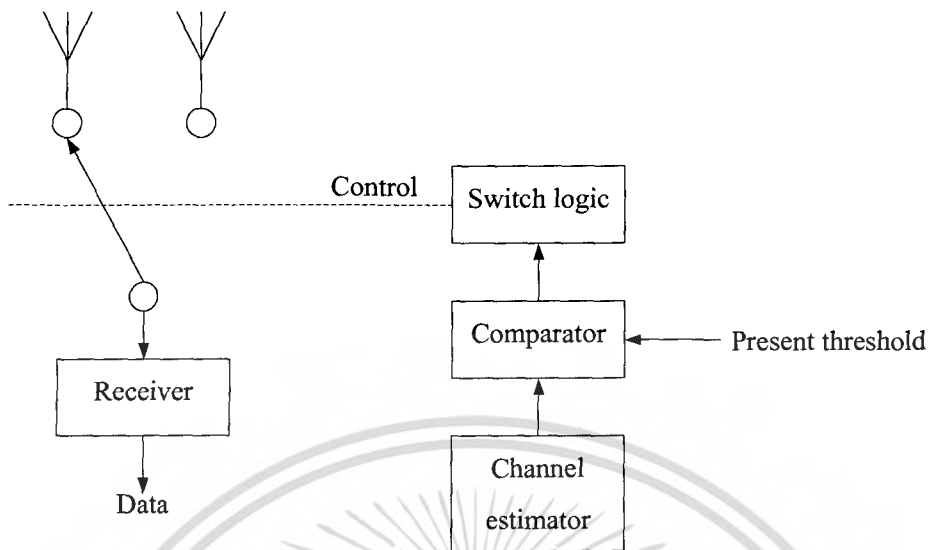 Control
Switch logic
Comparator
Present threshold
Receiver
Channel
estimator
Data